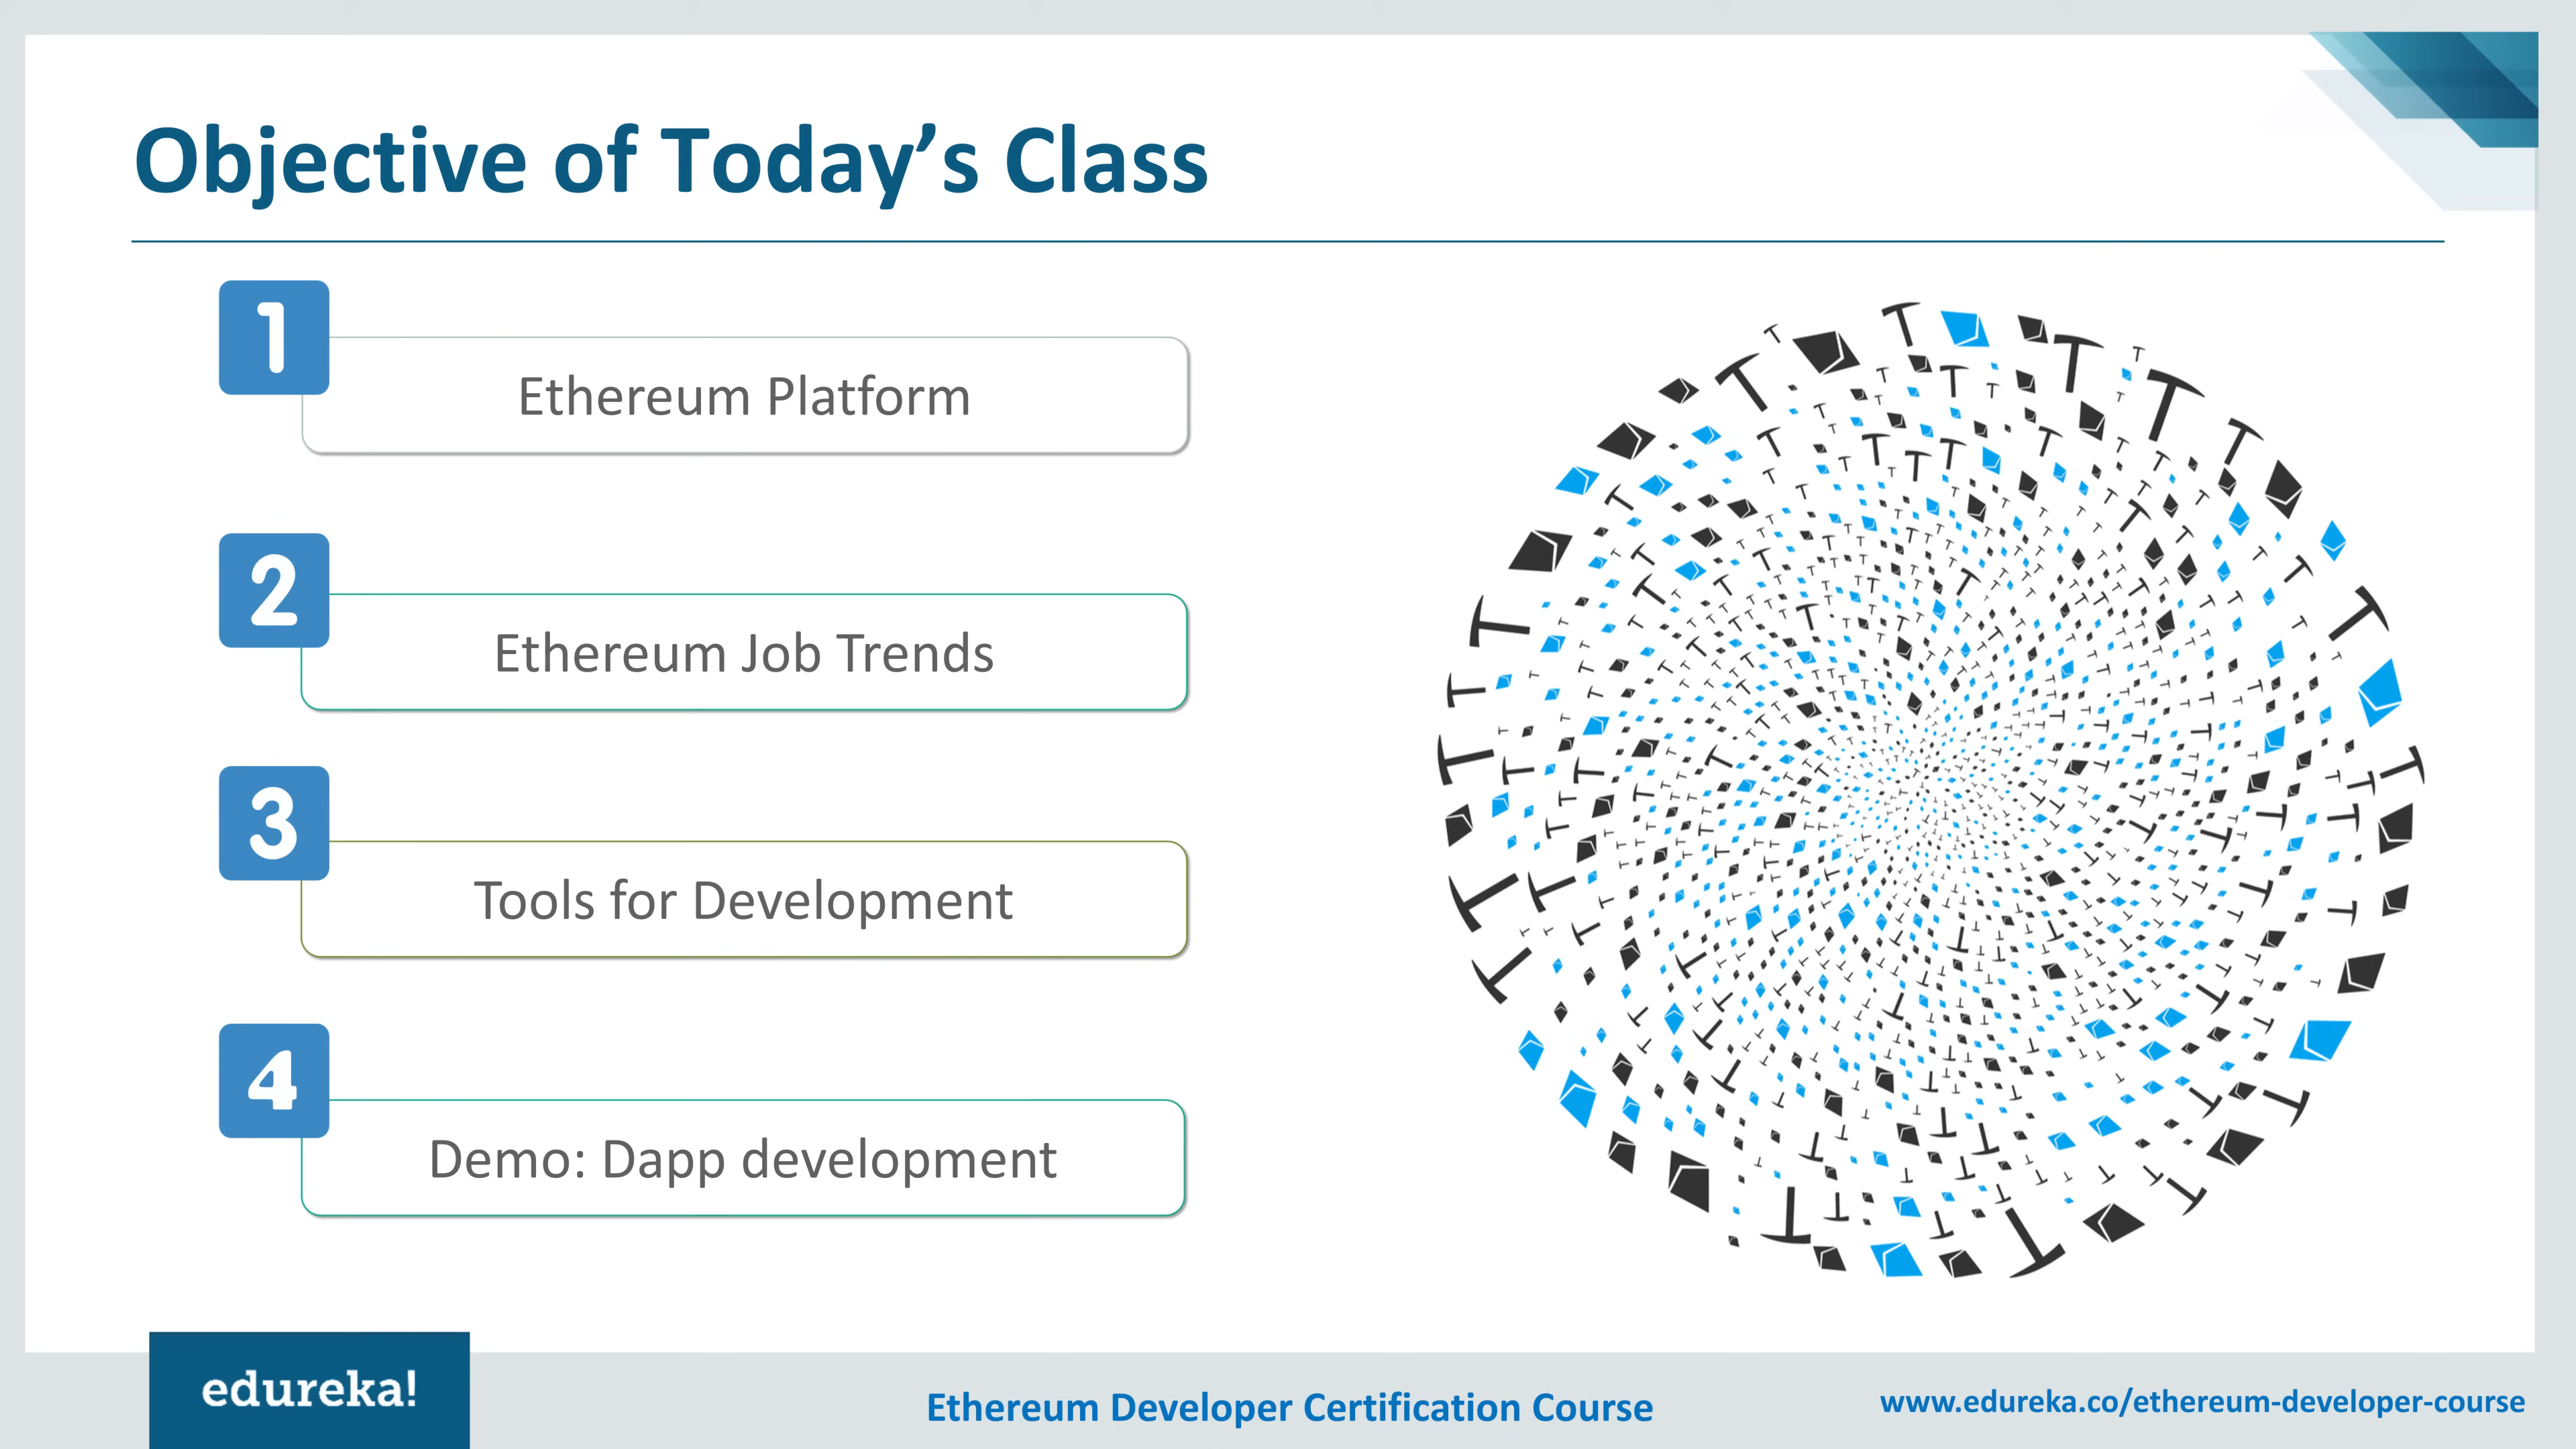 Objective of Today’s Class
1
Ethereum Platform
2
Ethereum Job Trends
3
Tools for Development
4
Demo: Dapp development
edureka!
Ethereum Developer Certification Course
www.edureka.co/ethereum-developer-course